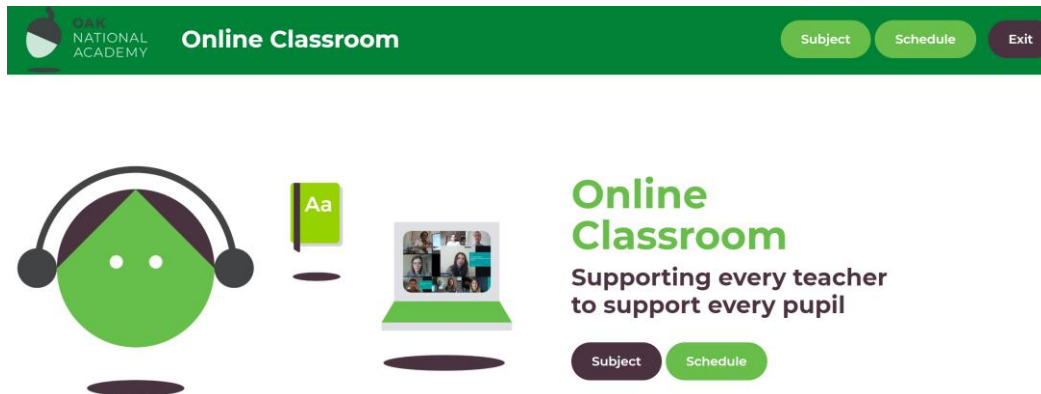 OAK
NATIONAL
ACADEMY
Online Classroom
Subject
Schedule
Exit
Aa
Online
Classroom
Supporting every teacher
to support every pupil
Subject
Schedule